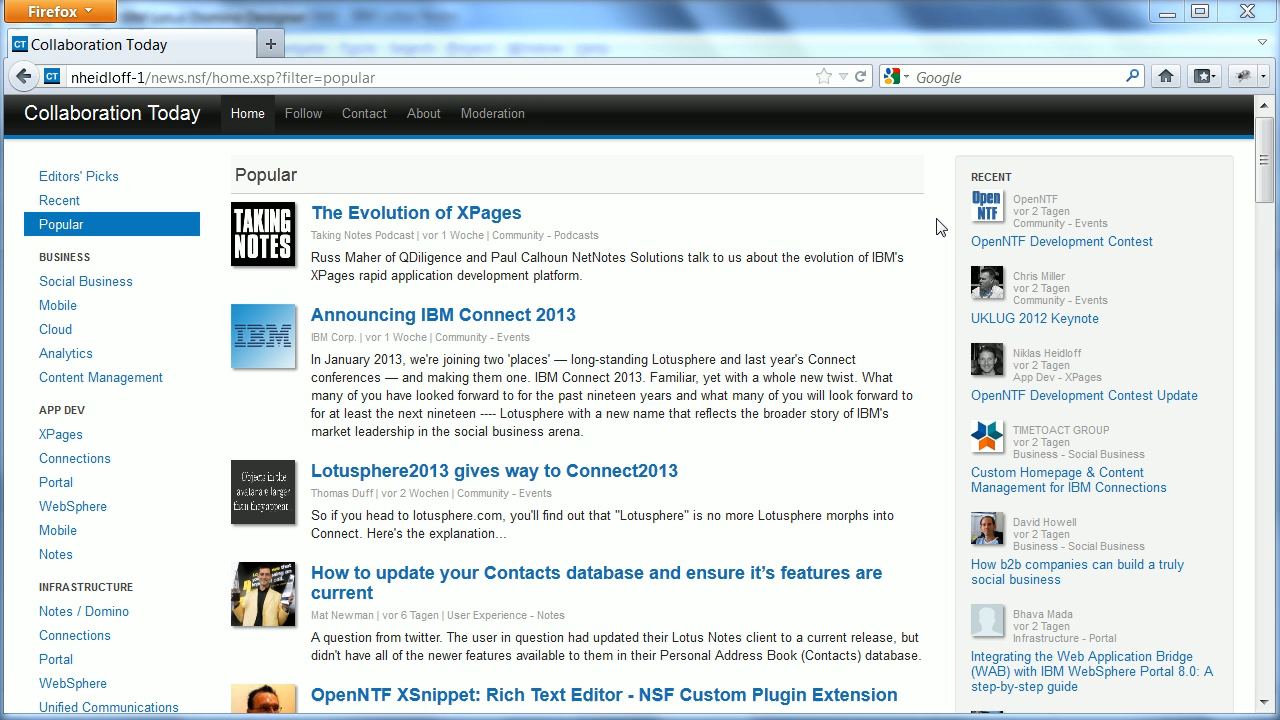 Firefox
CT Collaboration Today
CT nheidloff-1/news.nsf/home.xsp?filter=popular
Google
Collaboration Today
Home
Follow
Contact
About
Moderation
Editors' Picks
Recent
Popular
BUSINESS
Social Business
Mobile
Cloud
Analytics
Content Management
APP DEV
XPages
Connections
Portal
WebSphere
Mobile
Notes
INFRASTRUCTURE
Notes / Domino
Connections
Portal
WebSphere
Unified Communications
Popular
TAKING
NOTES
The Evolution of XPages
Taking Notes Podcast | vor 1 Woche | Community - Podcasts
Russ Maher of QDiligence and Paul Calhoun NetNotes Solutions talk to us about the evolution of IBM's
XPages rapid application development platform.
IBM
Announcing IBM Connect 2013
IBM Corp. | vor 1 Woche | Community - Events
In January 2013, we're joining two 'places' — long-standing Lotusphere and last year's Connect
conferences — and making them one. IBM Connect 2013. Familiar, yet with a whole new twist. What
many of you have looked forward to for the past nineteen years and what many of you will look forward to
for at least the next nineteen ---- Lotusphere with a new name that reflects the broader story of IBM's
market leadership in the social business arena.
Objects in the
avatar are larger
than they appear.
Lotusphere2013 gives way to Connect2013
Thomas Duff | vor 2 Wochen | Community - Events
So if you head to lotusphere.com, you'll find out that "Lotusphere" is no more Lotusphere morphs into
Connect. Here's the explanation...
How to update your Contacts database and ensure it's features are
current
Mat Newman | vor 6 Tagen | User Experience - Notes
A question from twitter. The user in question had updated their Lotus Notes client to a current release, but
didn't have all of the newer features available to them in their Personal Address Book (Contacts) database.
OpenNTF XSnippet: Rich Text Editor - NSF Custom Plugin Extension
RECENT
Open
NTF
OpenNTF
vor 2 Tagen
Community - Events
OpenNTF Development Contest
Chris Miller
vor 2 Tagen
Community - Events
UKLUG 2012 Keynote
Niklas Heidloff
vor 2 Tagen
App Dev - XPages
OpenNTF Development Contest Update
TIMETOACT GROUP
vor 2 Tagen
Business - Social Business
Custom Homepage & Content
Management for IBM Connections
David Howell
vor 2 Tagen
Business - Social Business
How b2b companies can build a truly
social business
Bhava Mada
vor 2 Tagen
Infrastructure - Portal
Integrating the Web Application Bridge
(WAB) with IBM WebSphere Portal 8.0: A
step-by-step guide